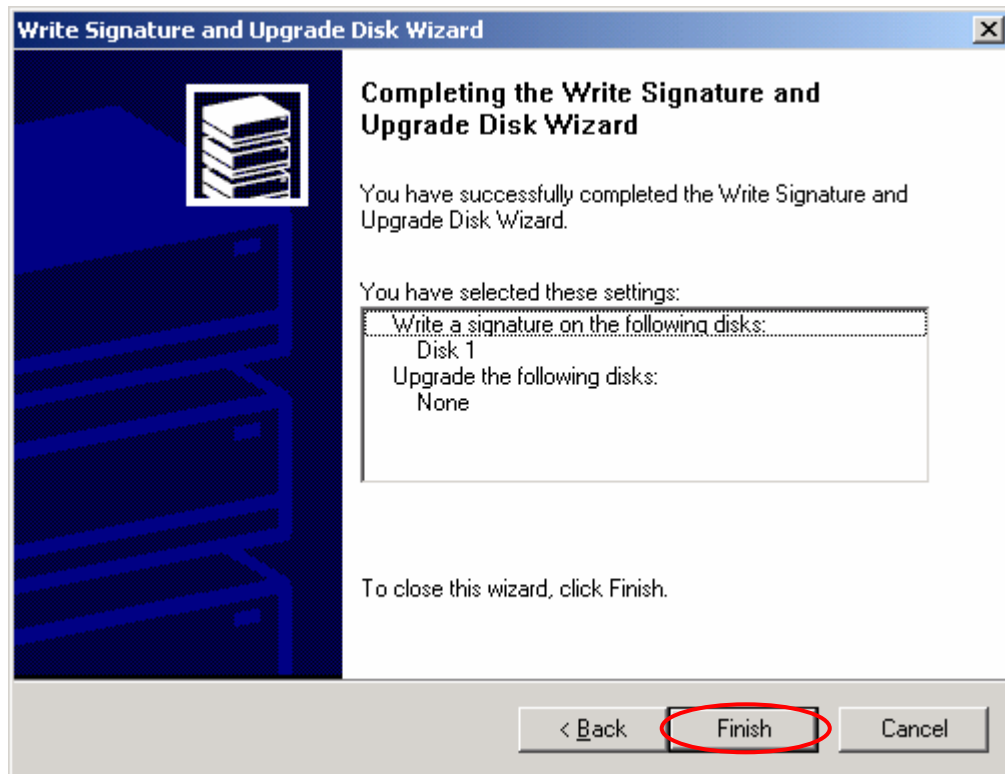 Write Signature and Upgrade Disk Wizard
Completing the Write Signature and
Upgrade Disk Wizard
You have successfully completed the Write Signature and
Upgrade Disk Wizard.
You have selected these settings:
Write a signature on the following disks:
Disk 1
Upgrade the following disks:
None
To close this wizard, click Finish.
< Back Finish Cancel